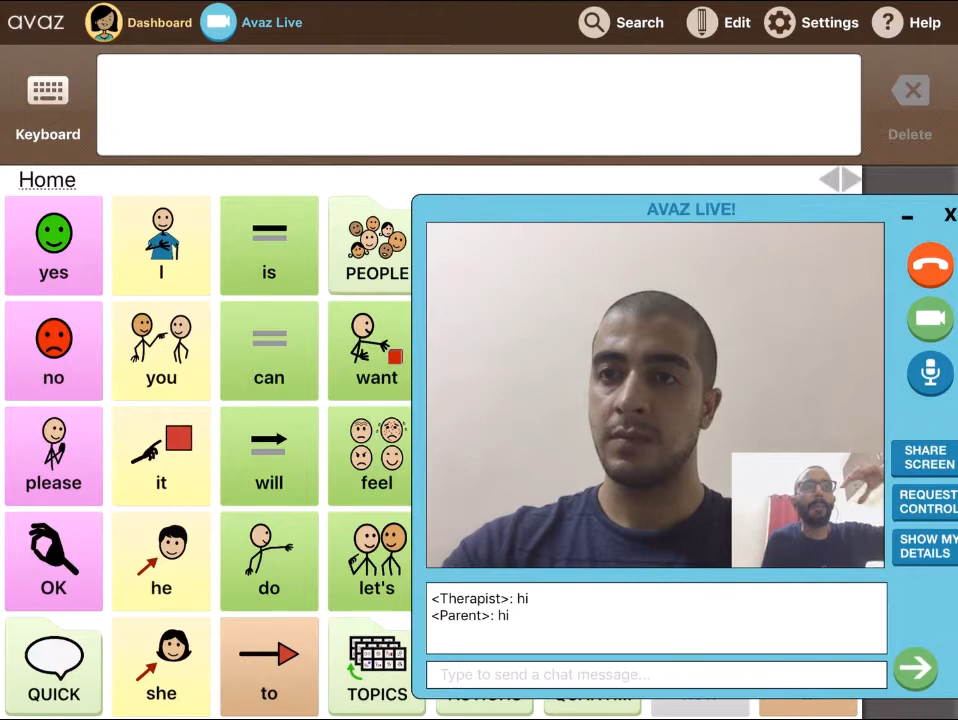 avaz Dashboard Avaz Live Search Edit Settings ? Help
Keyboard Delete
Home
AVAZ LIVE!
X
yes I is PEOPLE
no you can want
please it will feel
OK he do let's
QUICK she to TOPICS
SHARE
SCREEN
REQUEST
CONTROL
SHOW MY
DETAILS
<Therapist>: hi
<Parent>: hi
Type to send a chat message...